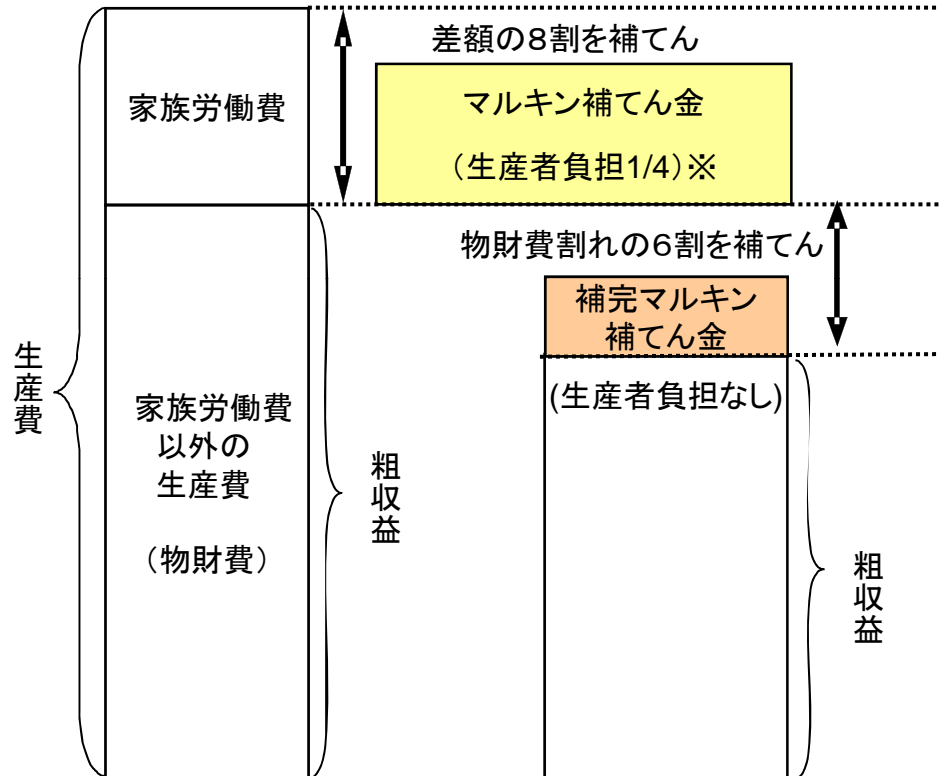 差額の８割を補てん
家族労働費
マルキン補てん金
（生産者負担1/4）※
物財費割れの６割を補てん
補完マルキン
補てん金
(生産者負担なし)
生産費
家族労働費
以外の
生産費
（物財費）
粗収益
粗収益